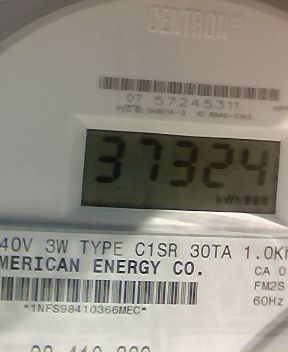 CENTRON®
07 57245311
37324
kWh
40V 3W TYPE C1SR 30TA 1.0Kh
MERICAN ENERGY CO.
CA 0
FM2S
60Hz
*1NFS98410366MEC*